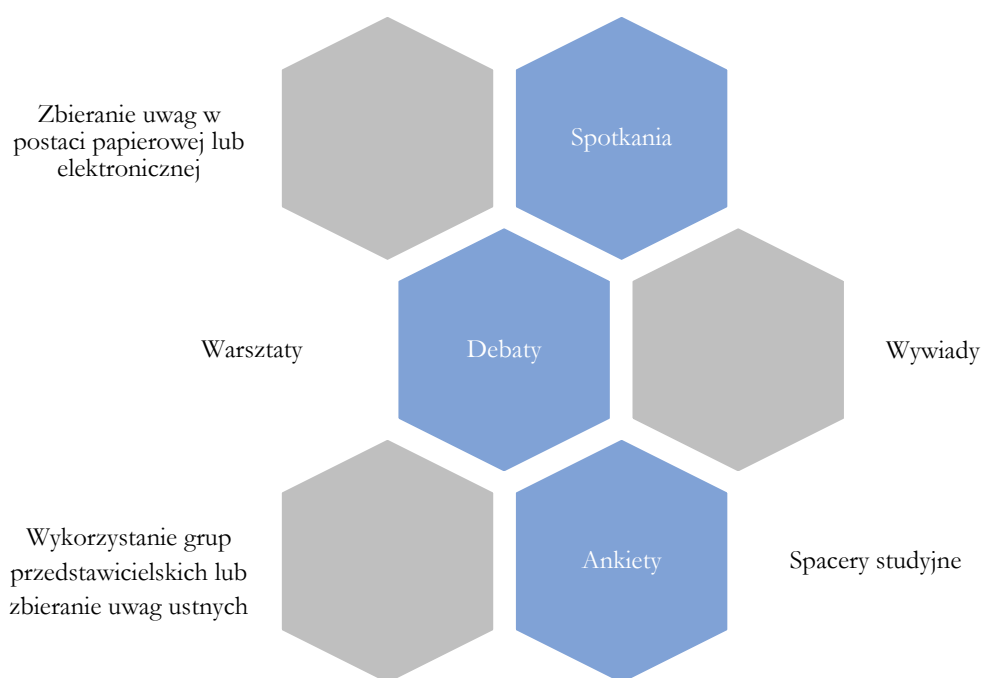 Zbieranie uwag w
postaci papierowej lub
elektronicznej
Spotkania
Warsztaty
Debaty
Wywiady
Wykorzystanie grup
przedstawicielskich lub
zbieranie uwag ustnych
Ankiety
Spacery studyjne